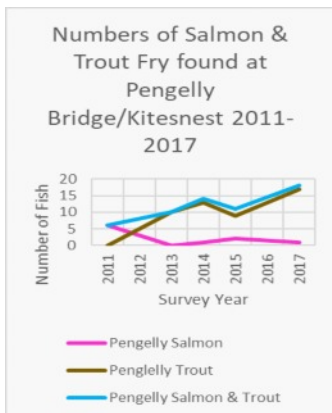 Numbers of Salmon &
Trout Fry found at
Pengelly
Bridge/Kitesnest 2011-
2017
Number of Fish
20
15
10
5
0
2011
2012
2013
2014
2015
2016
2017
Survey Year
Pengelly Salmon
Penglelly Trout
Pengelly Salmon & Trout